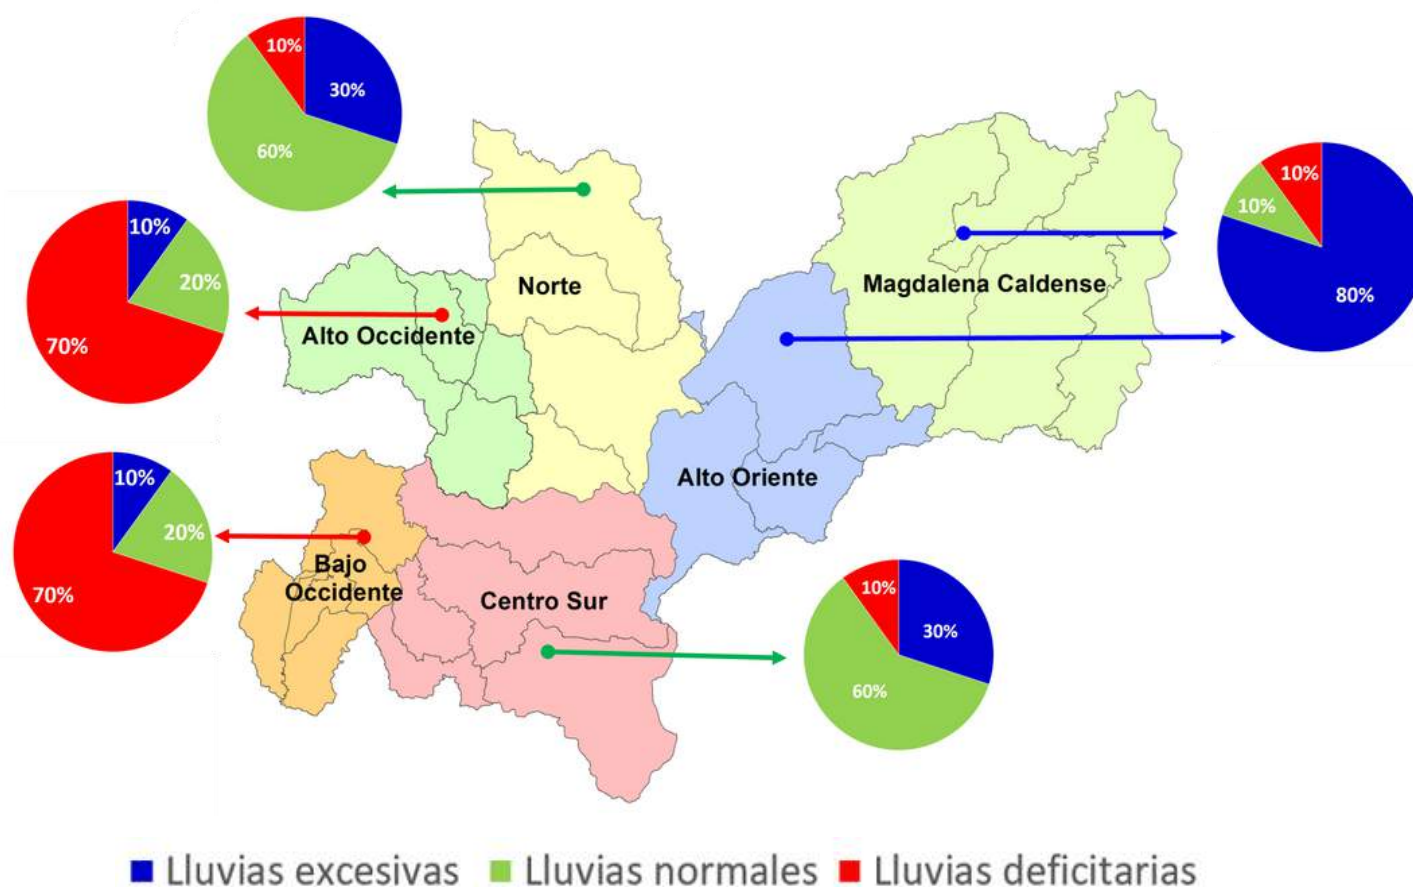 10%
30%
60%
10%
20%
70%
10%
10%
80%
Norte
Magdalena Caldense
Alto Occidente
10%
20%
70%
Alto Oriente
Bajo
Occidente
Centro Sur
10%
30%
60%
Lluvias excesivas Lluvias normales Lluvias deficitarias